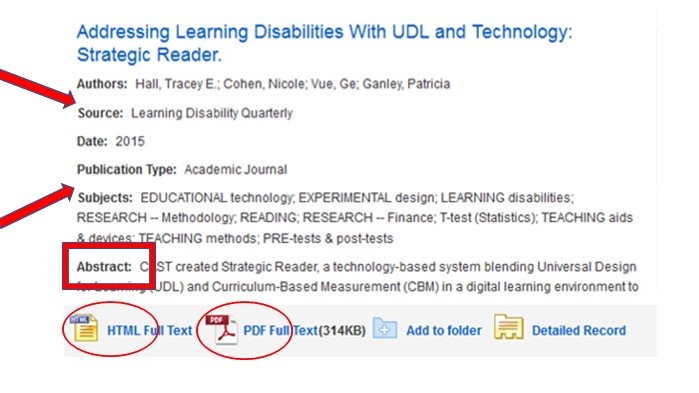 Addressing Learning Disabilities With UDL and Technology:
Strategic Reader.
Authors: Hall, Tracey E.; Cohen, Nicole; Vue, Ge; Ganley, Patricia
Source: Learning Disability Quarterly
Date: 2015
Publication Type: Academic Journal
Subjects: EDUCATIONAL technology; EXPERIMENTAL design; LEARNING disabilities;
RESEARCH -- Methodology; READING; RESEARCH -- Finance; T-test (Statistics); TEACHING aids
& devices; TEACHING methods; PRE-tests & post-tests
Abstract: CAST created Strategic Reader, a technology-based system blending Universal Design
for Learning (UDL) and Curriculum-Based Measurement (CBM) in a digital learning environment to
HTML HTML Full Text PDF PDF Full Text(314KB) Add to folder Detailed Record